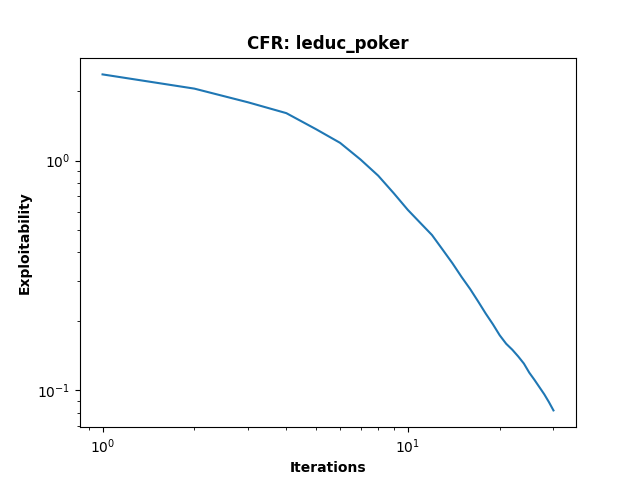 CFR: leduc_poker
Exploitability
10⁰
10⁻¹
10⁰
10¹
Iterations